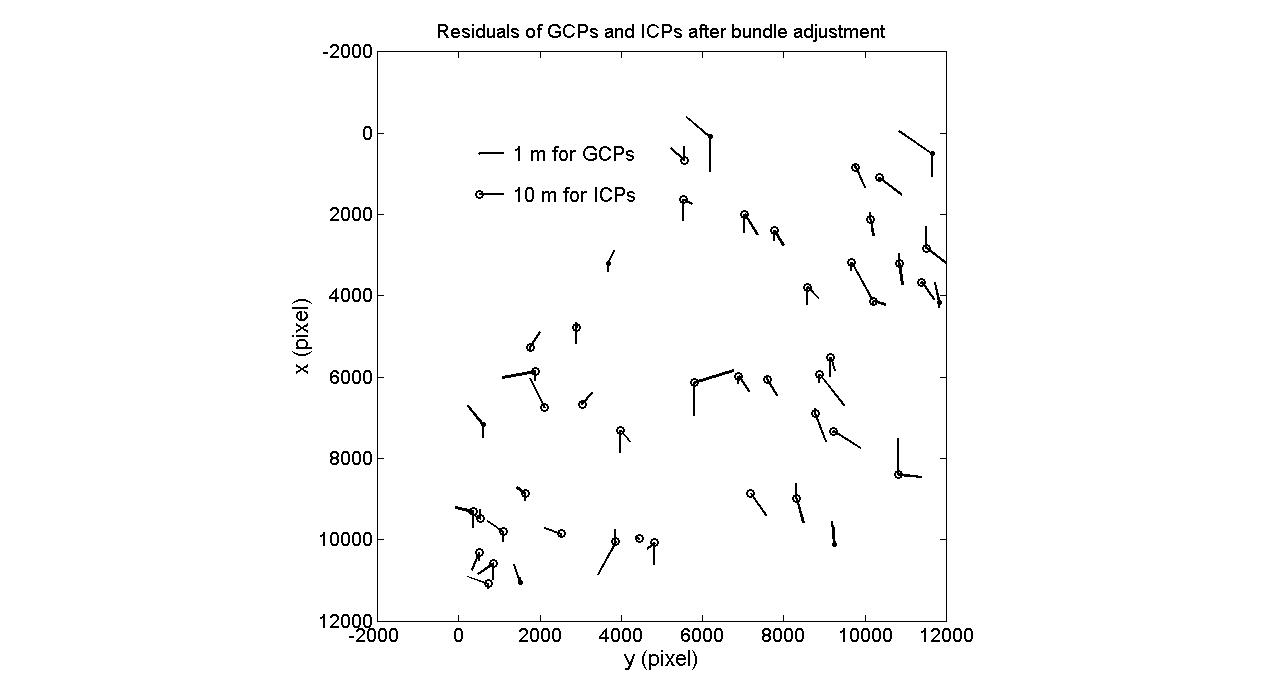 Residuals of GCPs and ICPs after bundle adjustment
-2000
0
1 m for GCPs
10 m for ICPs
2000
4000
x (pixel)
6000
8000
10000
12000
-2000 0 2000 4000 6000 8000 10000 12000
y (pixel)